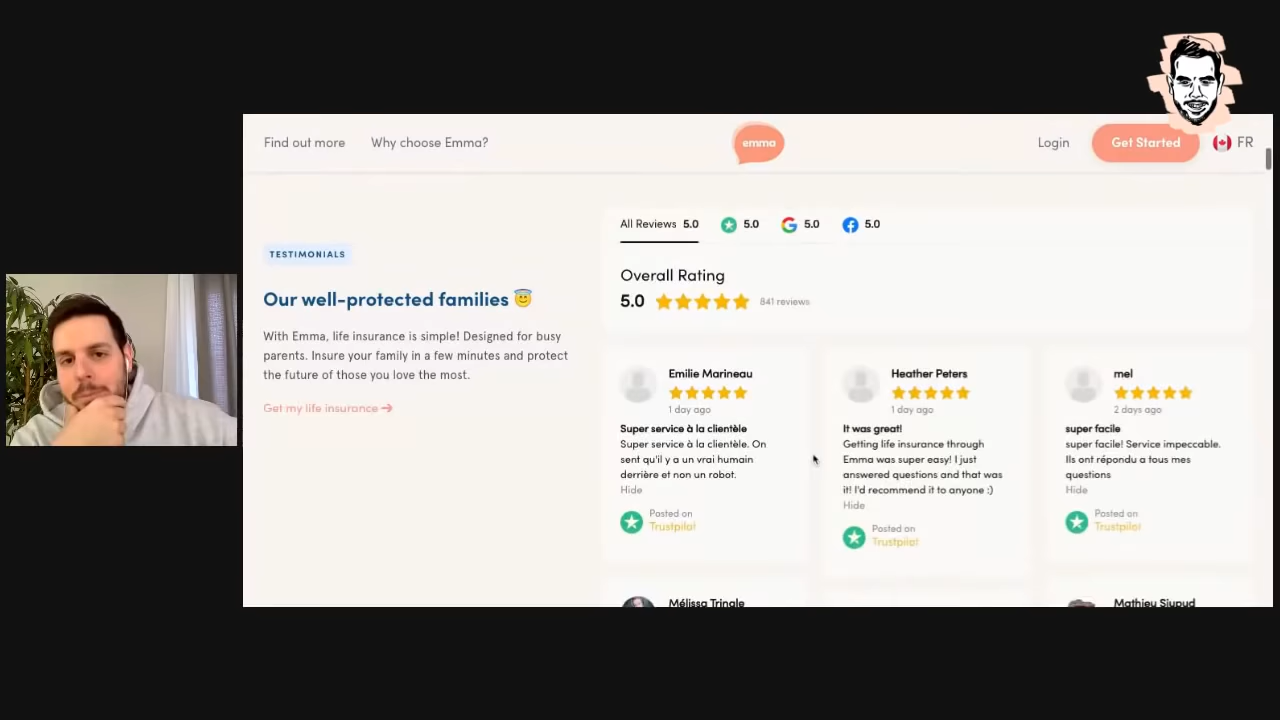 Find out more
Why choose Emma?
emma
Login
Get Started
FR
TESTIMONIALS
Our well-protected families
With Emma, life insurance is simple! Designed for busy
parents. Insure your family in a few minutes and protect
the future of those you love the most.
Get my life insurance →
All Reviews 5.0
5.0
5.0
5.0
Overall Rating
5.0
841 reviews
Emilie Marineau
1 day ago
Super service à la clientèle
Super service à la clientèle. On
sent qu'il y a un vrai humain
derrière et non un robot.
Hide
Posted on
Trustpilot
Heather Peters
1 day ago
It was great!
Getting life insurance through
Emma was super easy! I just
answered questions and that was
it! I'd recommend it to anyone :)
Hide
Posted on
Trustpilot
mel
2 days ago
super facile
super facile! Service impeccable.
Ils ont répondu a tous mes
questions
Hide
Posted on
Trustpilot
Mélissa Tringle
Mathieu